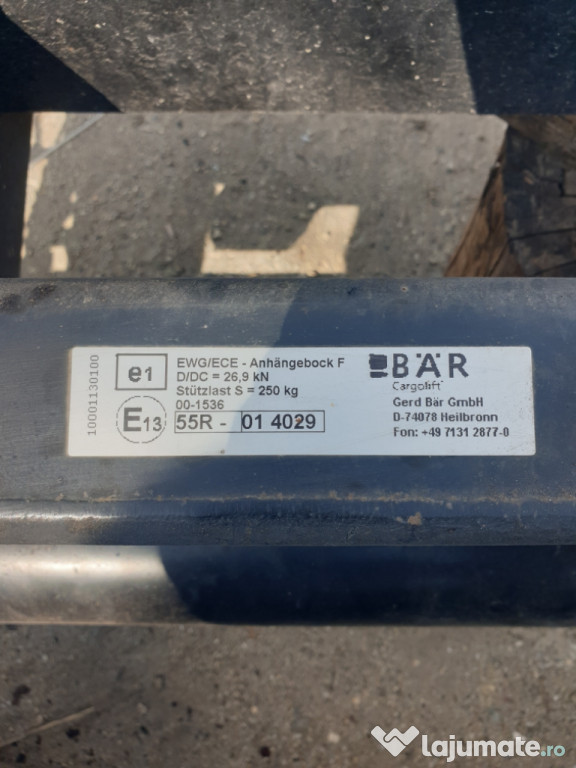 10001130100
e1
EWG/ECE - Anhängebock F
D/DC = 26,9 kN
Stützlast S = 250 kg
00-1536
E13
55R - 01 4029
BÄR
Cargolift
Gerd Bär GmbH
D-74078 Heilbronn
Fon: +49 7131 2877-0
lajumate.ro